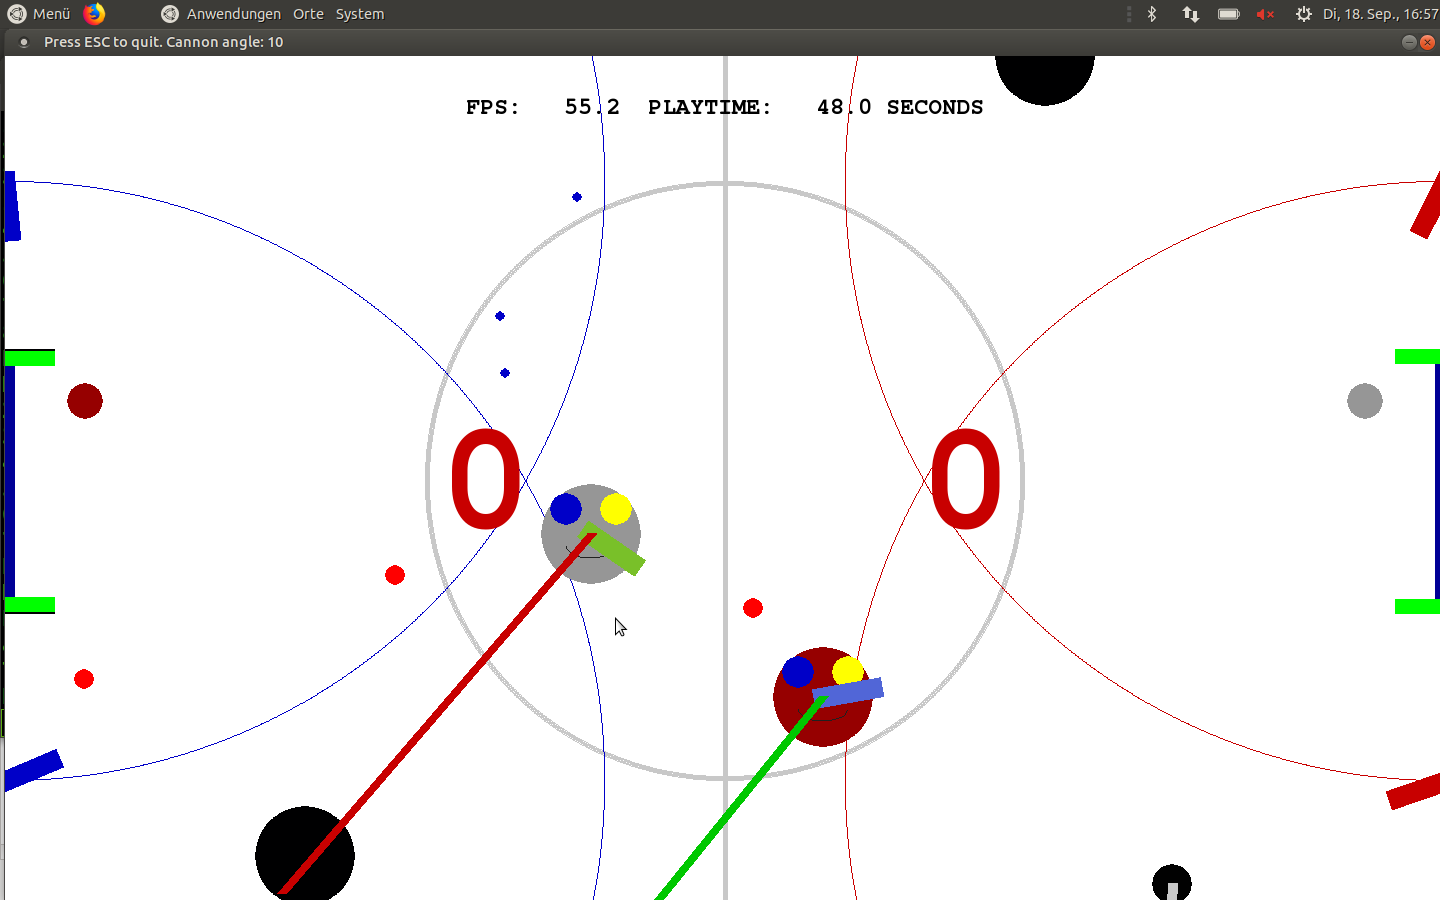 Menü Anwendungen Orte System Di, 18. Sep., 16:57
Press ESC to quit. Cannon angle: 10
FPS: 55.2 PLAYTIME: 48.0 SECONDS
0 0